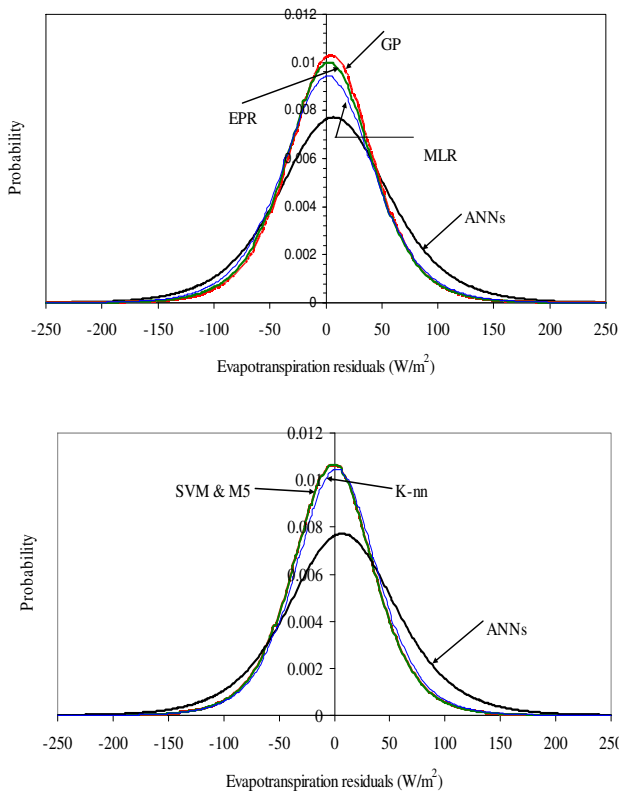 0.012
GP
0.01
0.008
EPR
0.006
MLR
Probability
0.004
ANNs
0.002
0
-250 -200 -150 -100 -50 0 50 100 150 200 250
Evapotranspiration residuals (W/m²)
0.012
SVM & M5
0.01
K-nn
0.008
0.006
Probability
0.004
ANNs
0.002
0
-250 -200 -150 -100 -50 0 50 100 150 200 250
Evapotranspiration residuals (W/m²)